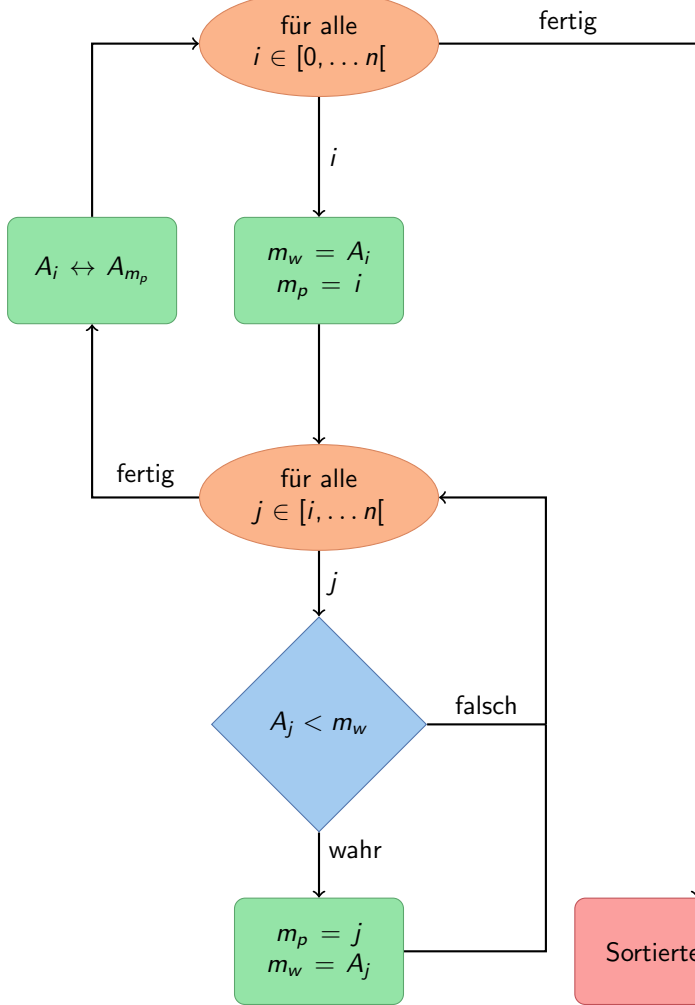 für alle
i ∈ [0, … n[
fertig
i
A_i ↔ A_{m_p}
m_w = A_i
m_p = i
fertig
für alle
j ∈ [i, … n[
j
A_j < m_w
falsch
wahr
m_p = j
m_w = A_j
Sortierte